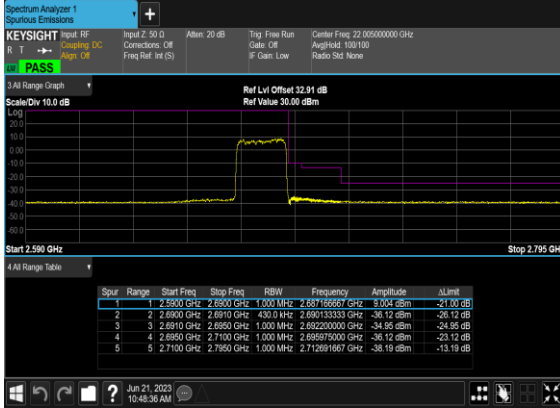 Spectrum Analyzer 1
Spurious Emissions
+
KEYSIGHT Input: RF Input Z: 50 Ω Atten: 20 dB Trig: Free Run Center Freq: 22.005000000 GHz
R T Coupling: DC Corrections: Off Gate: Off Avg|Hold: 100/100
Align: Off Freq Ref: Int (S) IF Gain: Low Radio Std: None
PASS
3 All Range Graph Ref Lvl Offset 32.91 dB
Scale/Div 10.0 dB Ref Value 30.00 dBm
Log
20.0
10.0
0.00
-10.0
-20.0
-30.0
-40.0
-50.0
-60.0
Start 2.590 GHz Stop 2.795 GH
4 All Range Table
Spur Range Start Freq Stop Freq RBW Frequency Amplitude ΔLimit
1 1 2.5900 GHz 2.6900 GHz 1.000 MHz 2.687166667 GHz 9.004 dBm -21.00 dB
2 2 2.6900 GHz 2.6910 GHz 430.0 kHz 2.690133333 GHz -36.12 dBm -26.12 dB
3 3 2.6910 GHz 2.6950 GHz 1.000 MHz 2.692200000 GHz -34.95 dBm -24.95 dB
4 4 2.6950 GHz 2.7100 GHz 1.000 MHz 2.695975000 GHz -36.12 dBm -23.12 dB
5 5 2.7100 GHz 2.7950 GHz 1.000 MHz 2.712691667 GHz -38.19 dBm -13.19 dB
? Jun 21, 2023
10:48:36 AM